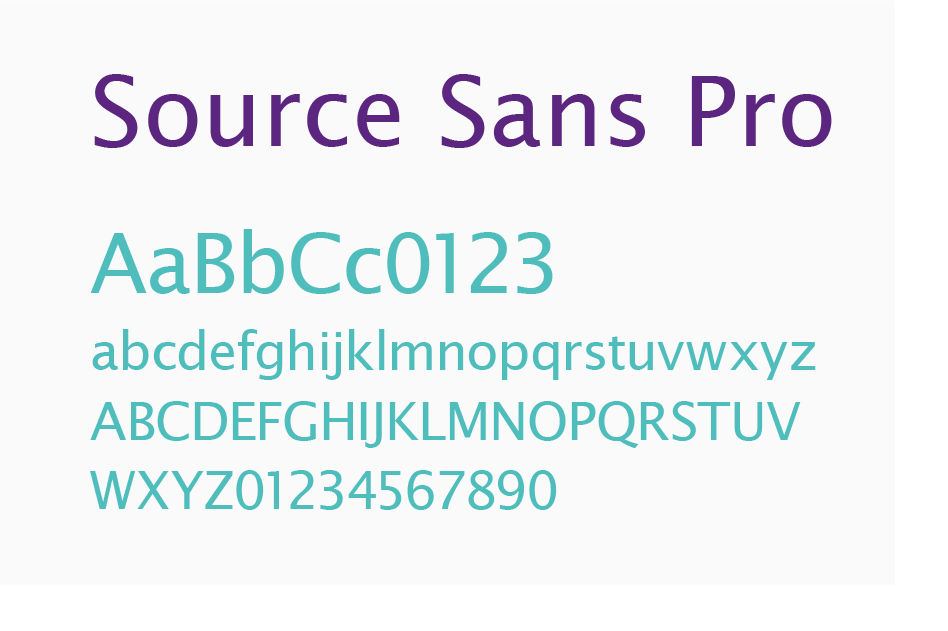 Source Sans Pro
AaBbCc0123
abcdefghijklmnopqrstuvwxyz
ABCDEFGHIJKLMNOPQRSTUV
WXYZ01234567890